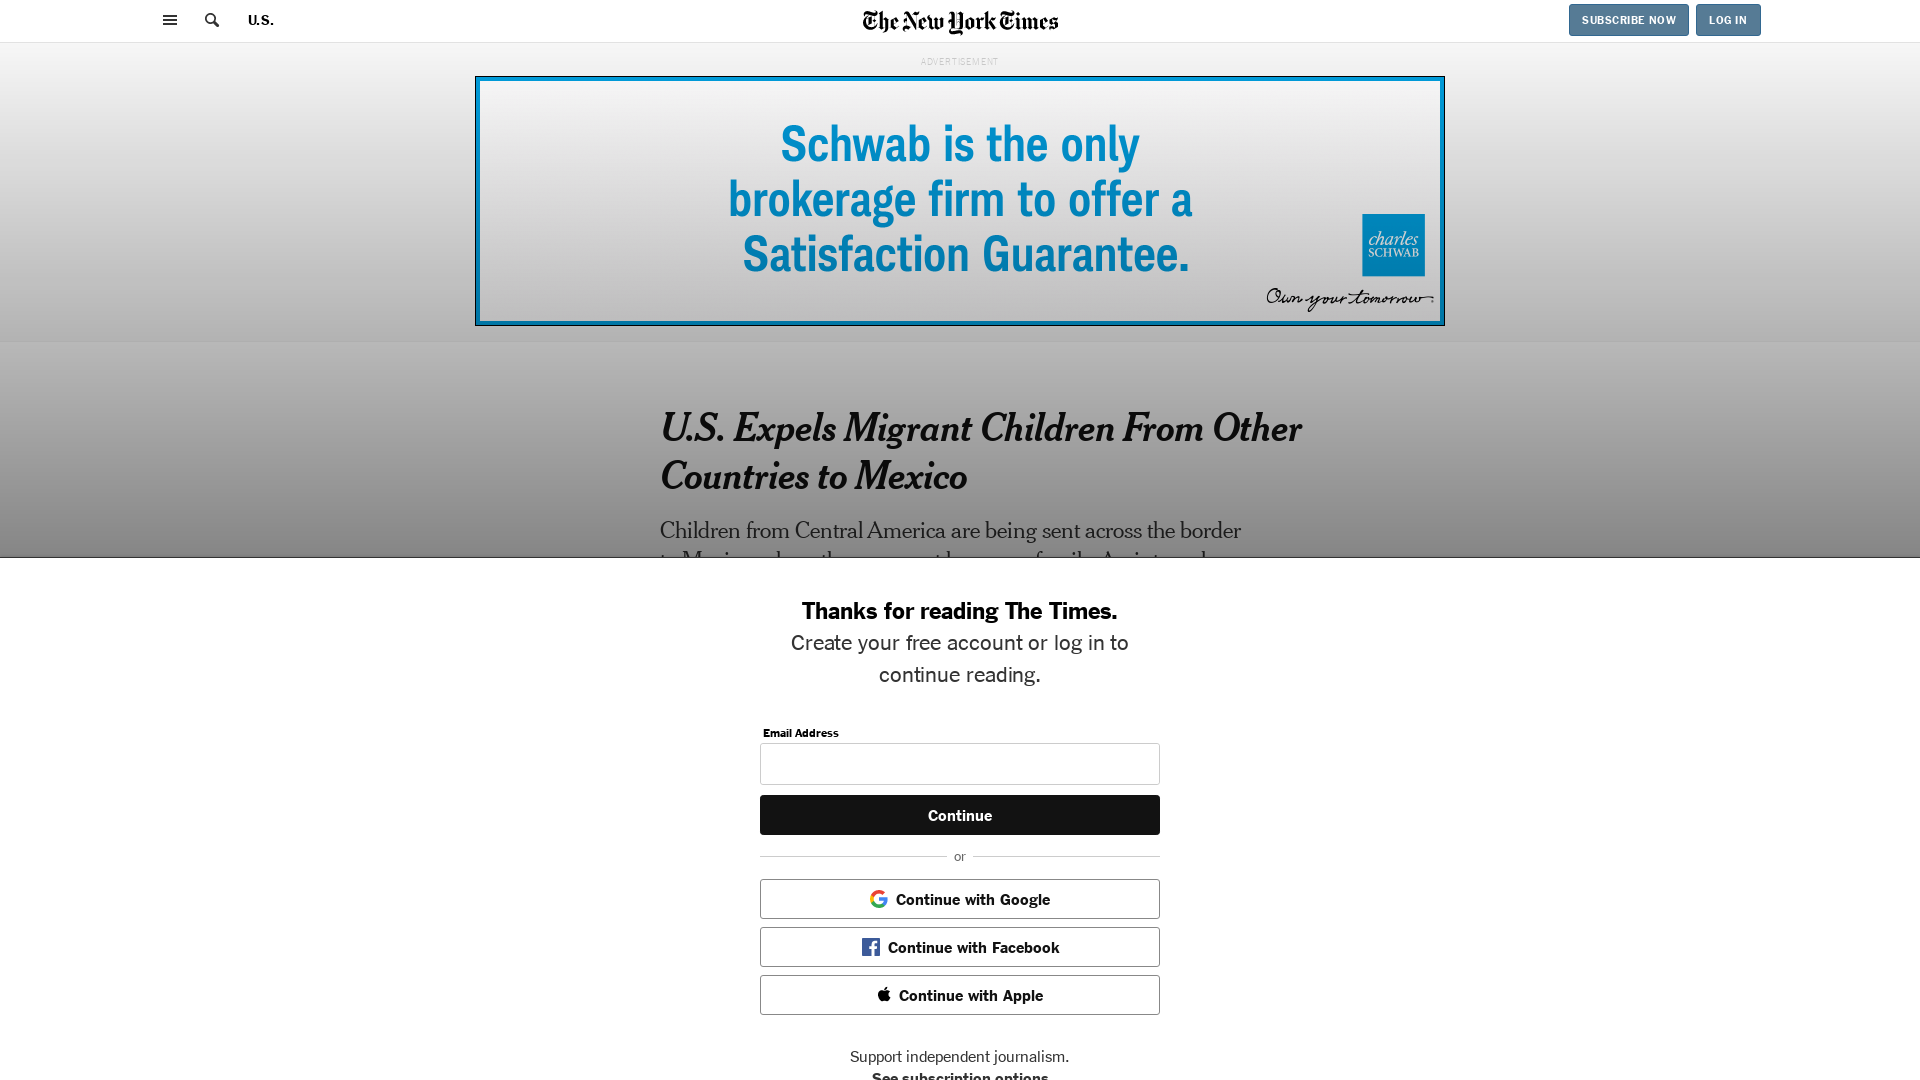 U.S.
The New York Times
SUBSCRIBE NOW
LOG IN
ADVERTISEMENT
Schwab is the only
brokerage firm to offer a
Satisfaction Guarantee.
charles
SCHWAB
Own your tomorrow
U.S. Expels Migrant Children From Other
Countries to Mexico
Children from Central America are being sent across the border
Thanks for reading The Times.
Create your free account or log in to
continue reading.
Email Address
Continue
or
Continue with Google
Continue with Facebook
Continue with Apple
Support independent journalism.
See subscription options